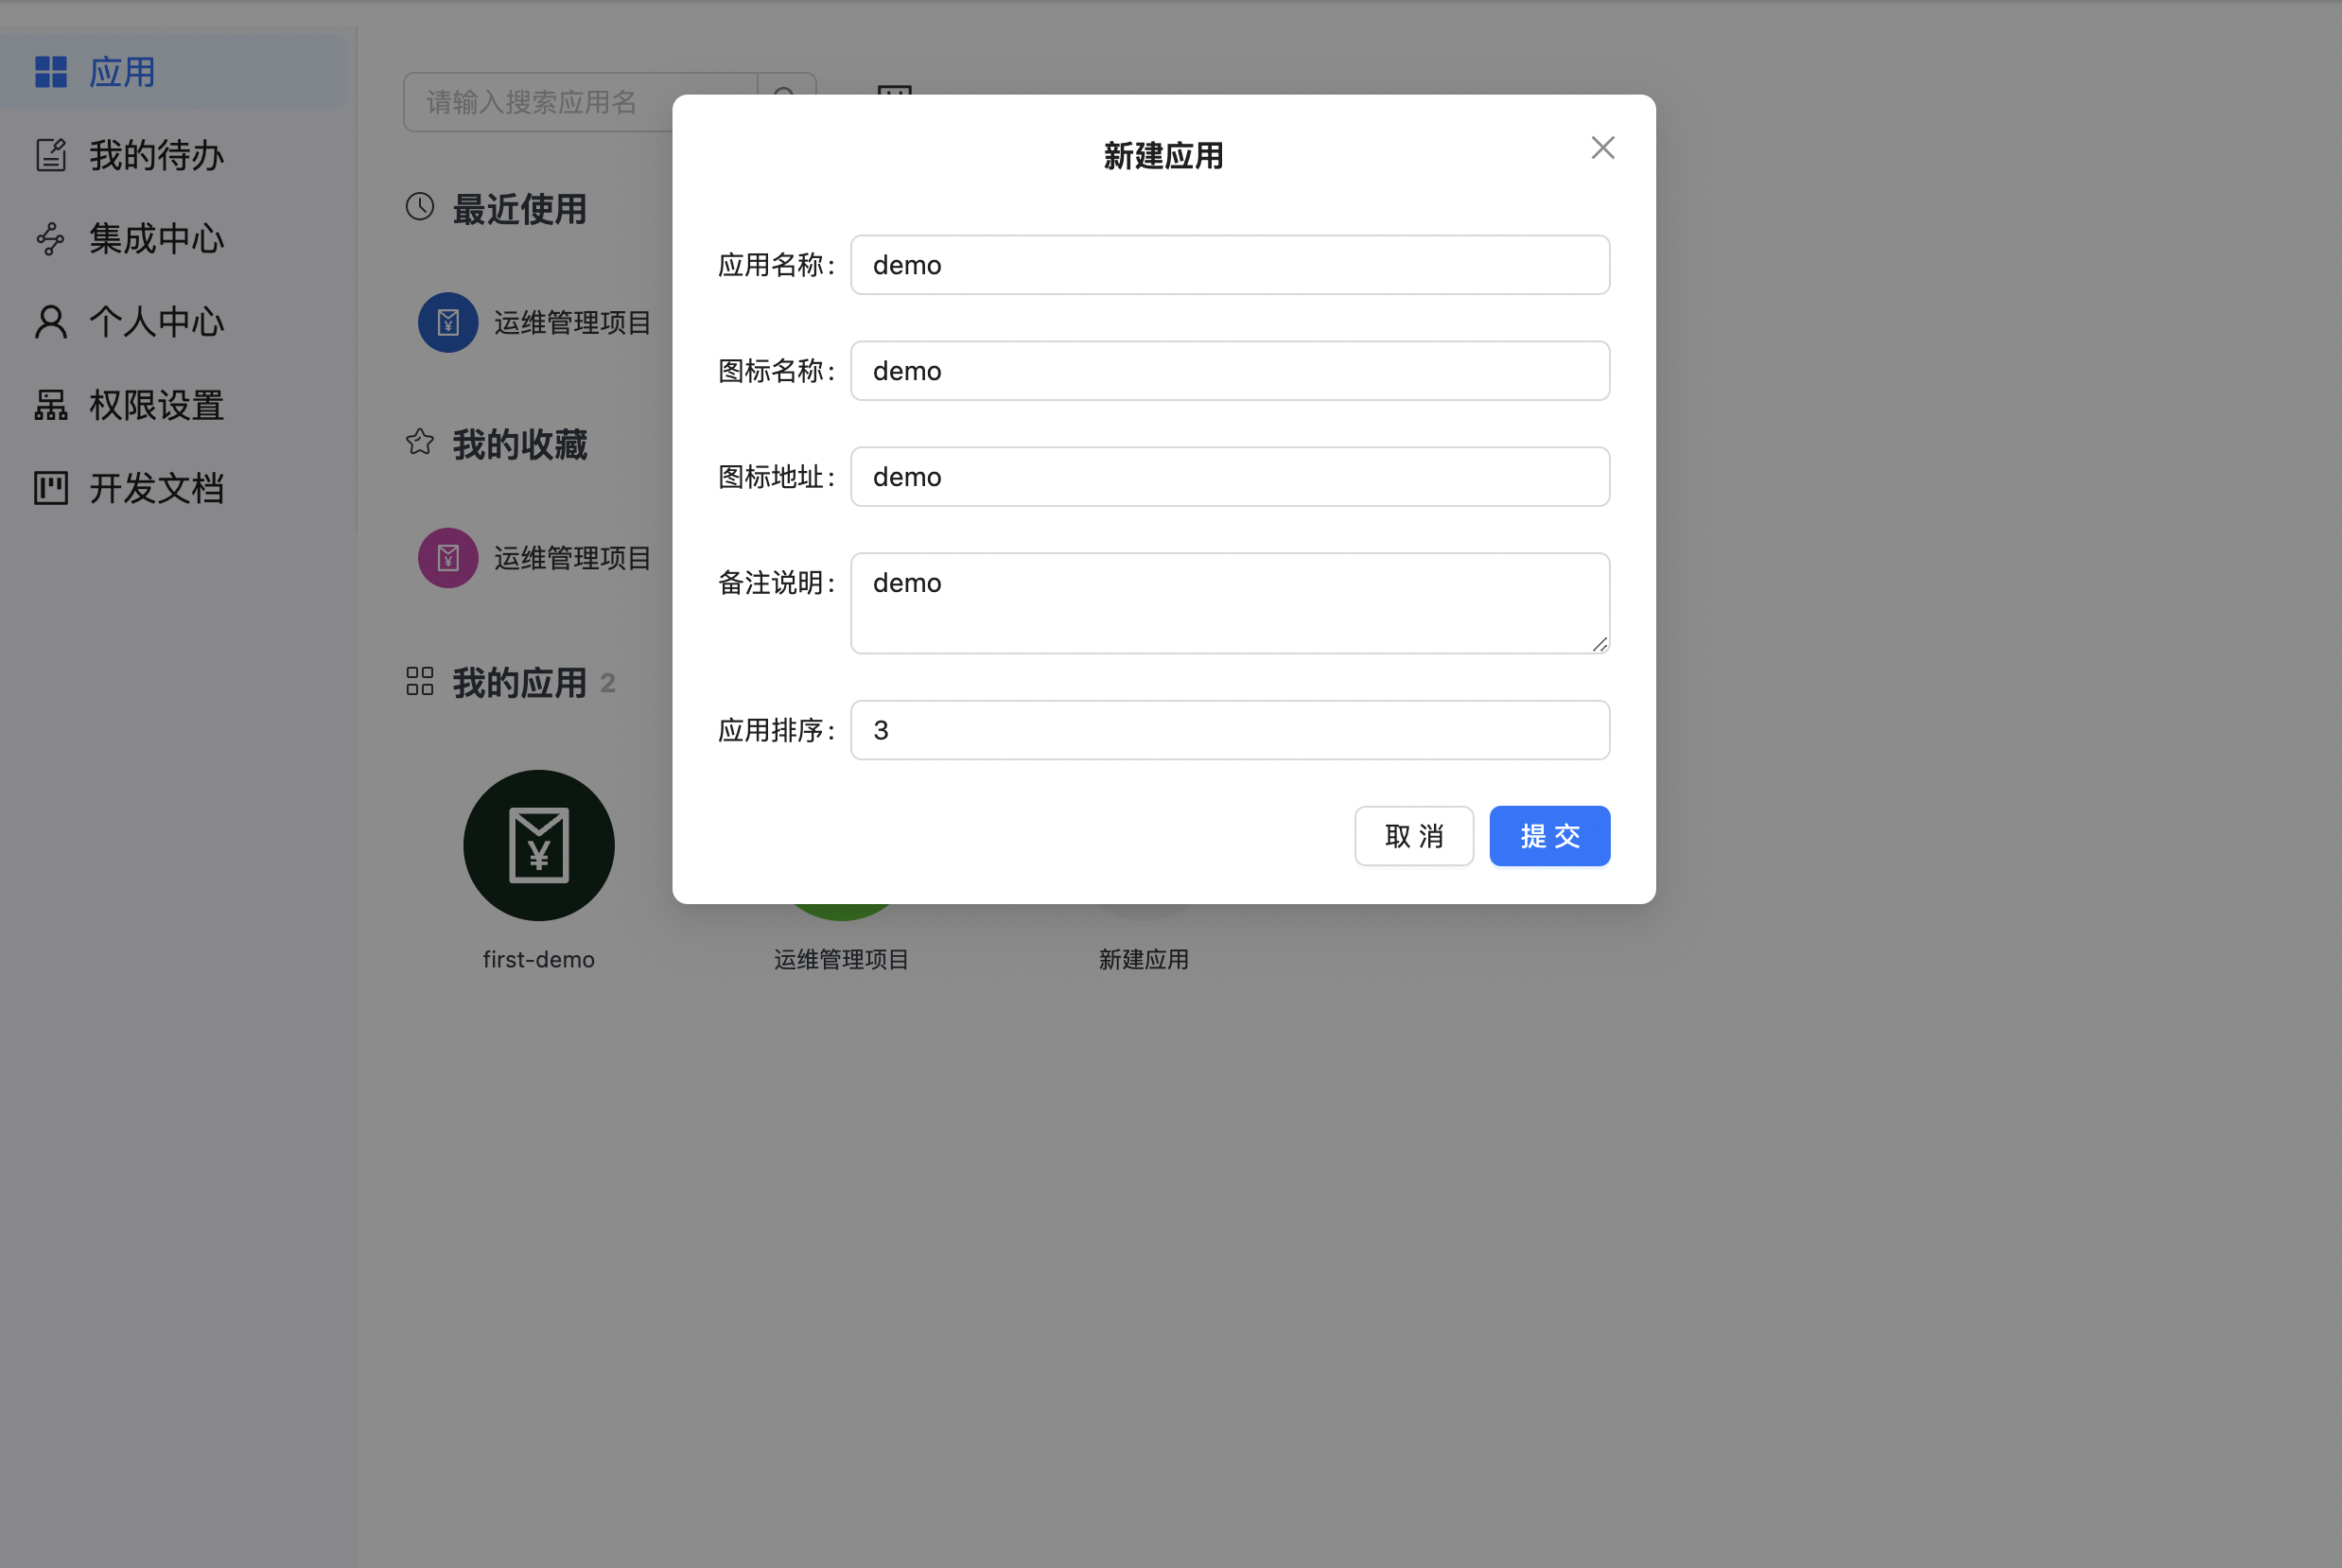 应用
我的待办
集成中心
个人中心
权限设置
开发文档
请输入搜索应用名
最近使用
运维管理项目
我的收藏
运维管理项目
我的应用 2
first-demo
运维管理项目
新建应用
新建应用
应用名称: demo
图标名称: demo
图标地址: demo
备注说明: demo
应用排序: 3
取 消
提 交